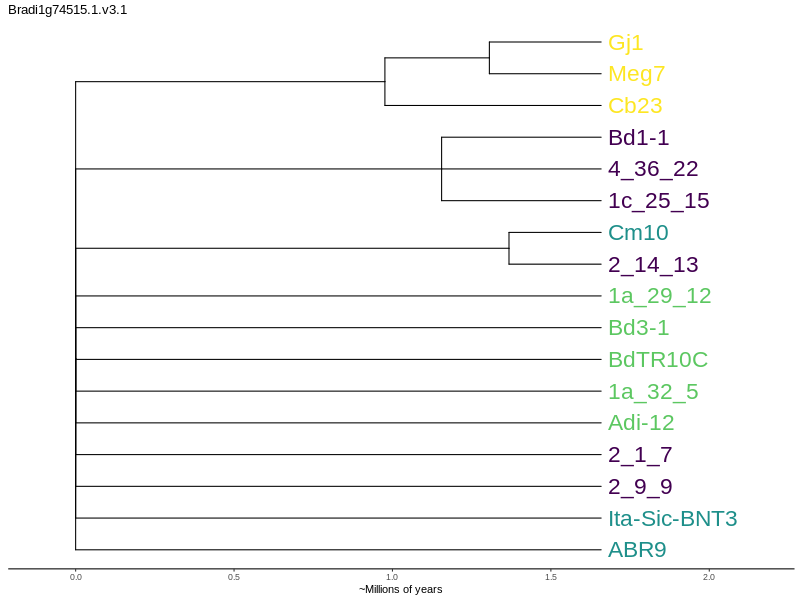 Bradi1g74515.1.v3.1
Gj1
Meg7
Cb23
Bd1-1
4_36_22
1c_25_15
Cm10
2_14_13
1a_29_12
Bd3-1
BdTR10C
1a_32_5
Adi-12
2_1_7
2_9_9
Ita-Sic-BNT3
ABR9
0.0 0.5 1.0 1.5 2.0
~Millions of years